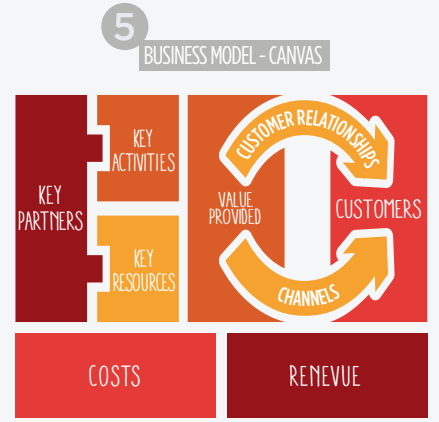 5
BUSINESS MODEL - CANVAS
KEY
PARTNERS
KEY
ACTIVITIES
KEY
RESOURCES
VALUE
PROVIDED
CUSTOMER RELATIONSHIPS
CHANNELS
CUSTOMERS
COSTS
RENEVUE